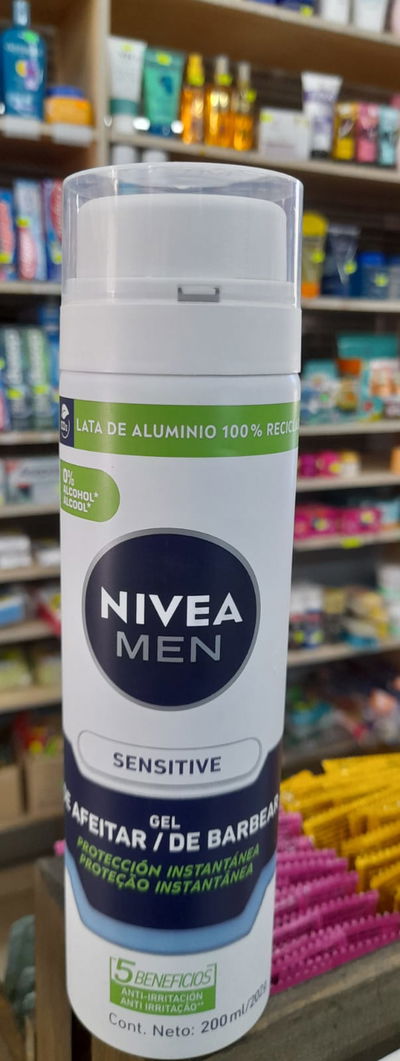 LATA DE ALUMINIO 100% RECICL
0%
ALCOHOL*
ÁLCOOL*
NIVEA
MEN
SENSITIVE
GEL
AFEITAR / DE BARBEAR
PROTECCIÓN INSTANTÁNEA
PROTEÇÃO INSTANTÂNEA
5 BENEFICIOS
ANTI-IRRITACIÓN
ANTI IRRITAÇÃO**
Cont. Neto: 200ml/202g